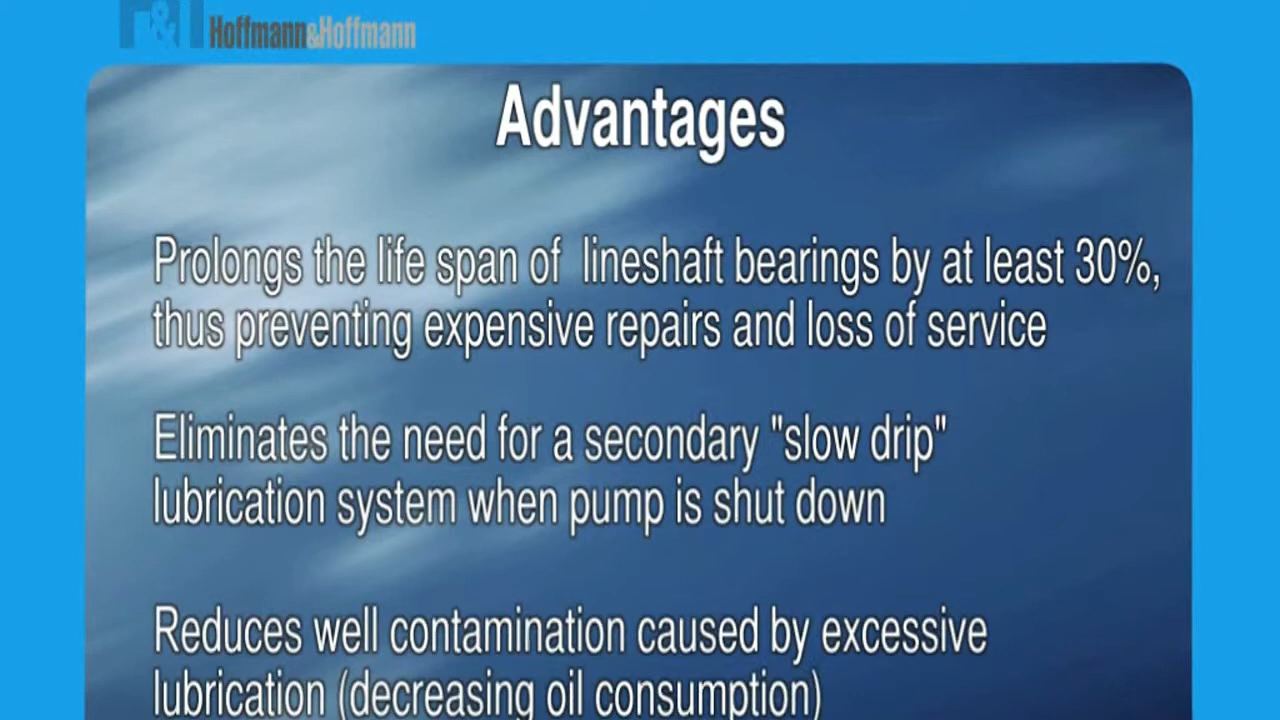 Hoffmann&Hoffmann
Advantages
Prolongs the life span of lineshaft bearings by at least 30%,
thus preventing expensive repairs and loss of service
Eliminates the need for a secondary "slow drip"
lubrication system when pump is shut down
Reduces well contamination caused by excessive
lubrication (decreasing oil consumption)